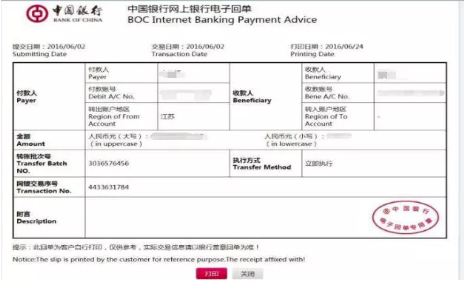 中国银行
BANK OF CHINA
中国银行网上银行电子回单
BOC Internet Banking Payment Advice
提交日期：2016/06/02 交易日期：2016/06/02 打印日期：2016/06/24
Submitting Date Transaction Date Printing Date
付款人 Payer 付款人 Payer 收款人 Beneficiary 收款人 Beneficiary
付款账号 Debit A/C No. 收款账号 Bene A/C No.
转出账户地区 Region of From Account 江苏 转入账户地区 Region of To Account -
金额 Amount 人民币元（大写）： (in uppercase) 人民币元（小写）： (in lowercase)
转账批次号 Transfer Batch NO. 3036576456 执行方式 Transfer Method 立即执行
网银交易序号 Transaction No. 4413631784
附言 Description
中国银行
电子回单专用章
提示：此回单为客户自行打印，仅供参考，实际交易信息请以银行签章回单为准！
Notice:The slip is printed by the customer for reference purpose.The receipt affixed with!
打印 关闭